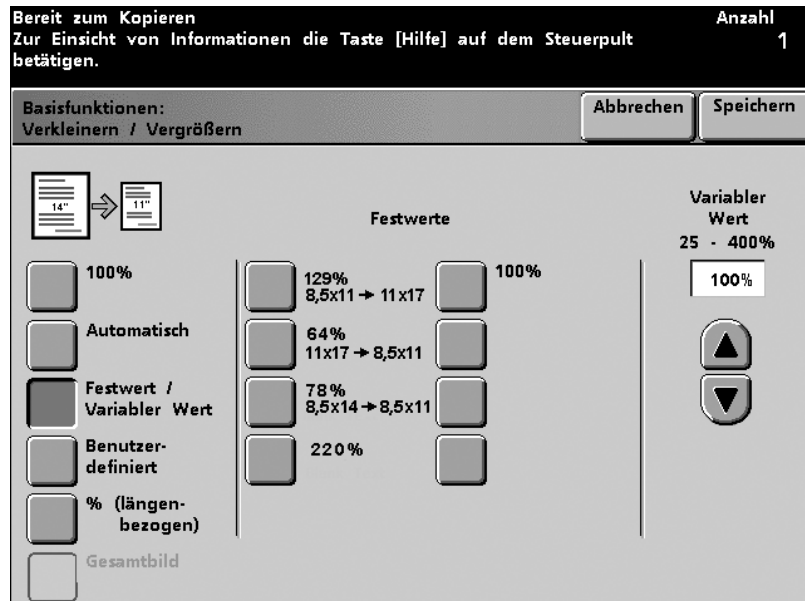 Bereit zum Kopieren
Zur Einsicht von Informationen die Taste [Hilfe] auf dem Steuerpult
betätigen.
Anzahl
1
Basisfunktionen:
Verkleinern / Vergrößern
Abbrechen
Speichern
14"
11"
100%
Automatisch
Festwert /
Variabler Wert
Benutzer-
definiert
% (längen-
bezogen)
Gesamtbild
Festwerte
129%
8,5x11 → 11x17
64%
11x17 → 8,5x11
78%
8,5x14 → 8,5x11
220%
100%
Variabler
Wert
25 - 400%
100%